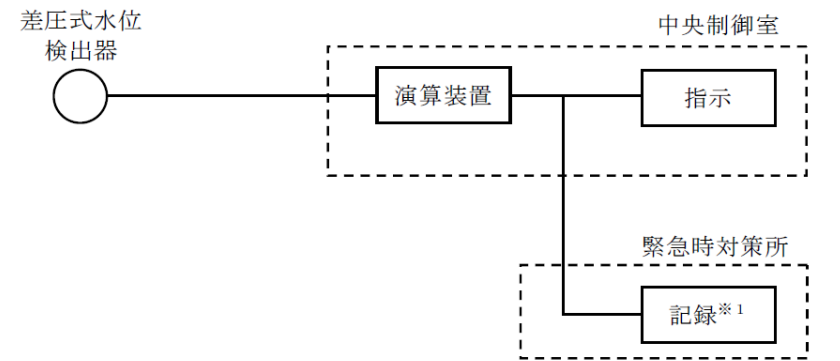 差圧式水位
検出器
中央制御室
演算装置
指示
緊急時対策所
記録※1